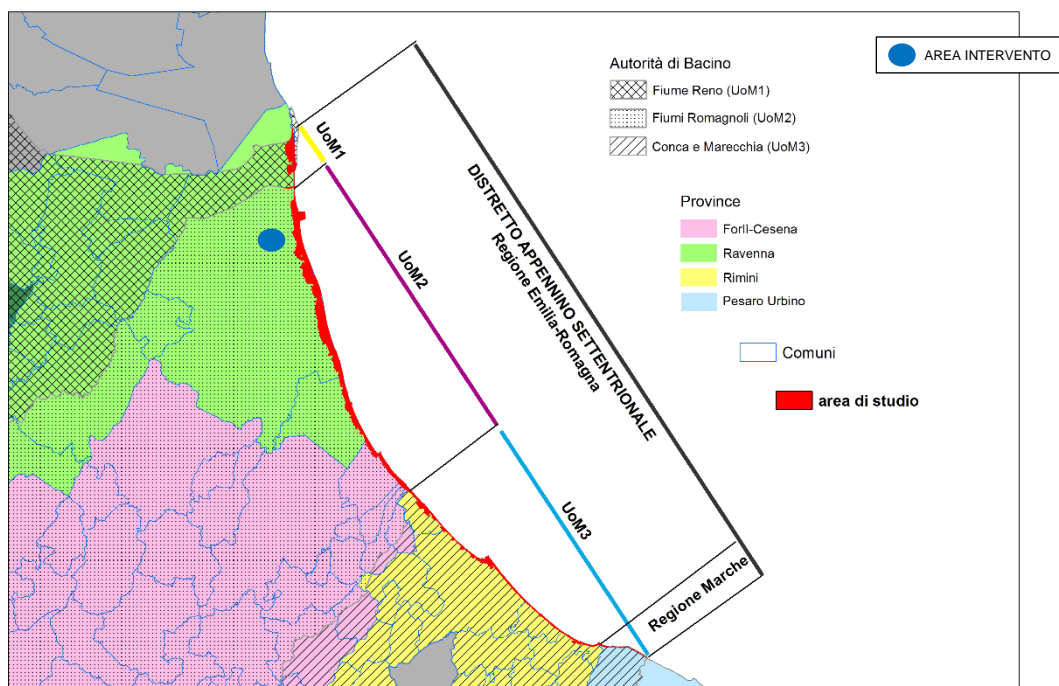 AREA INTERVENTO
Autorità di Bacino
Fiume Reno (UoM1)
Fiumi Romagnoli (UoM2)
Conca e Marecchia (UoM3)
Province
Forlì-Cesena
Ravenna
Rimini
Pesaro Urbino
Comuni
area di studio
UoM1
UoM2
UoM3
DISTRETTO APPENNINO SETTENTRIONALE
Regione Emilia-Romagna
Regione Marche